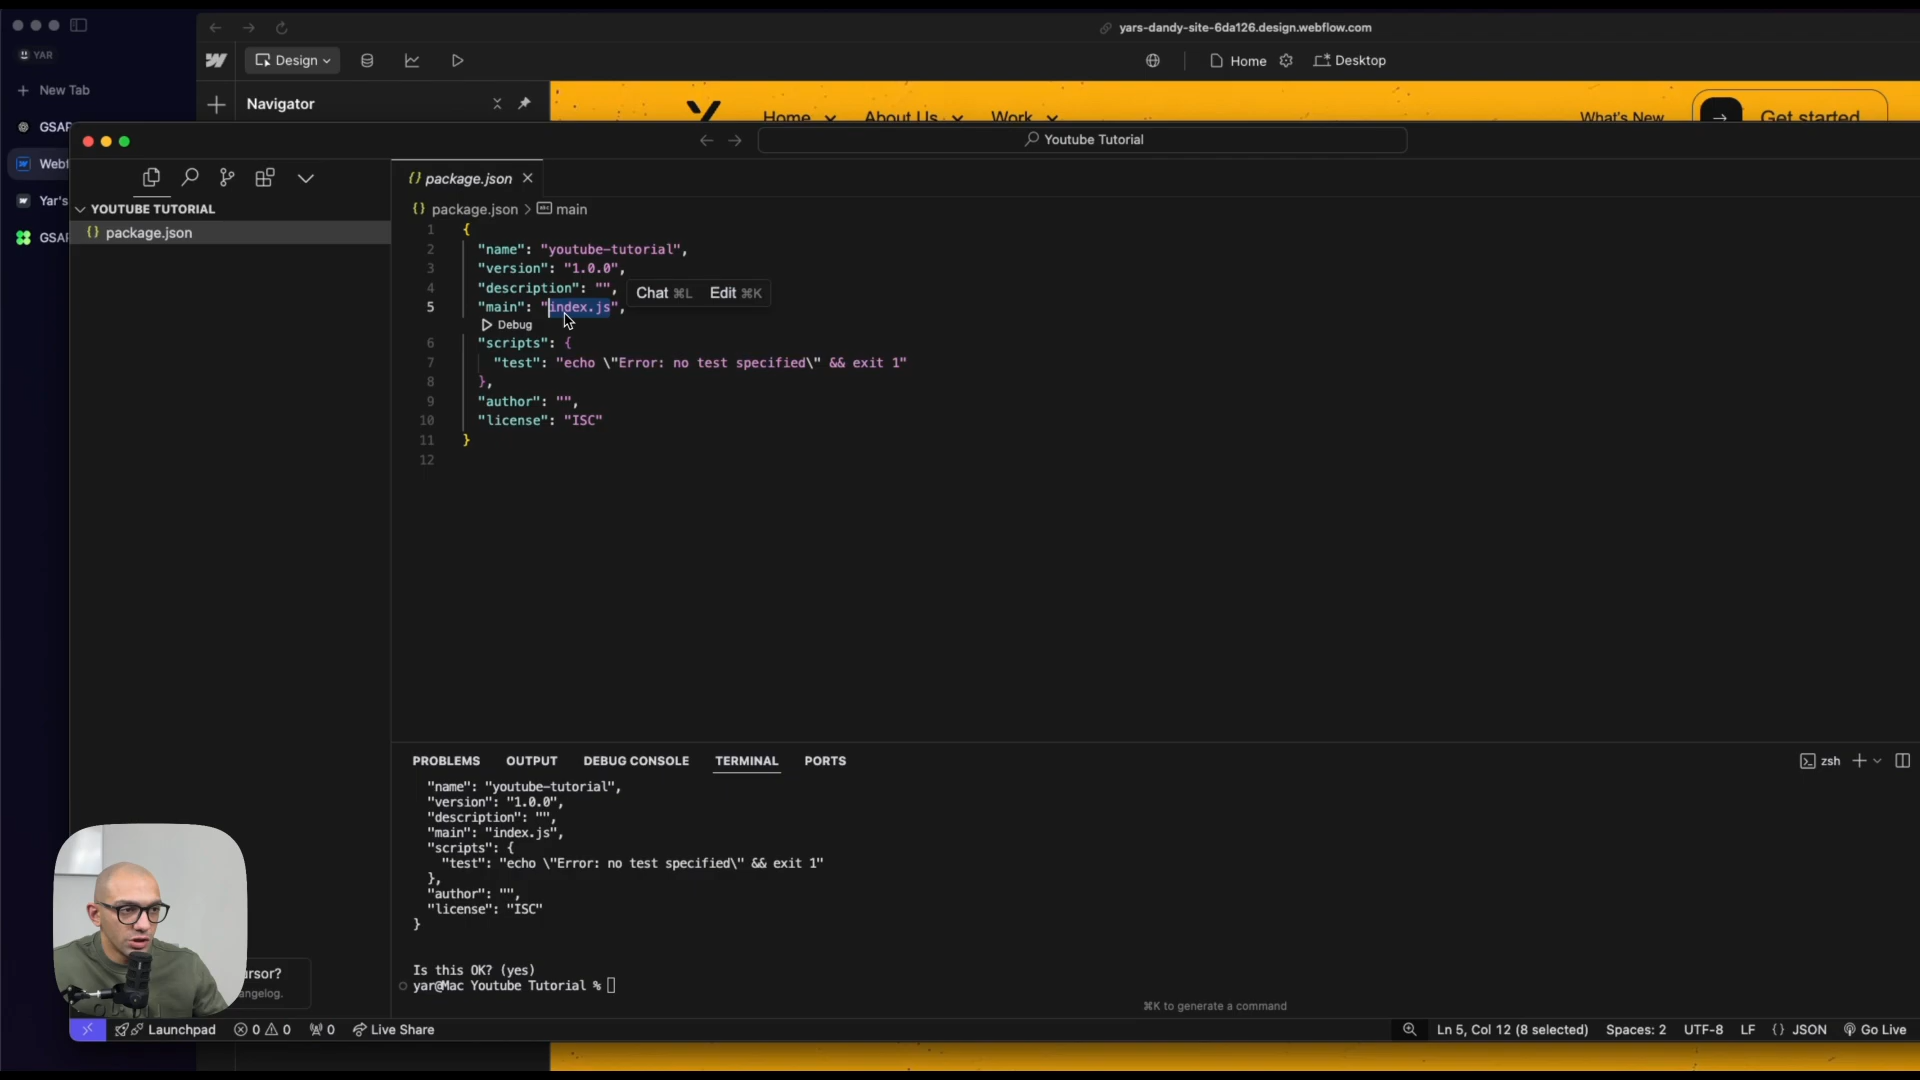 yars-dandy-site-6da126.design.webflow.com
YAR
Design
Home
Desktop
New Tab
Navigator
Home
About Us
Work
What's New
Get started
GSAP
Youtube Tutorial
Webf
package.json
Yar's
YOUTUBE TUTORIAL
package.json > main
package.json
GSAP
1 {
2 "name": "youtube-tutorial",
3 "version": "1.0.0",
4 "description": "",
Chat ⌘L Edit ⌘K
5 "main": "index.js",
Debug
6 "scripts": {
7 "test": "echo \"Error: no test specified\" && exit 1"
8 },
9 "author": "",
10 "license": "ISC"
11 }
12
PROBLEMS OUTPUT DEBUG CONSOLE TERMINAL PORTS
zsh
"name": "youtube-tutorial",
"version": "1.0.0",
"description": "",
"main": "index.js",
"scripts": {
"test": "echo \"Error: no test specified\" && exit 1"
},
"author": "",
"license": "ISC"
}
Is this OK? (yes)
yar@Mac Youtube Tutorial %
ursor?
angelog.
⌘K to generate a command
Launchpad
0 0
0
Live Share
Ln 5, Col 12 (8 selected)
Spaces: 2
UTF-8
LF
{} JSON
Go Live